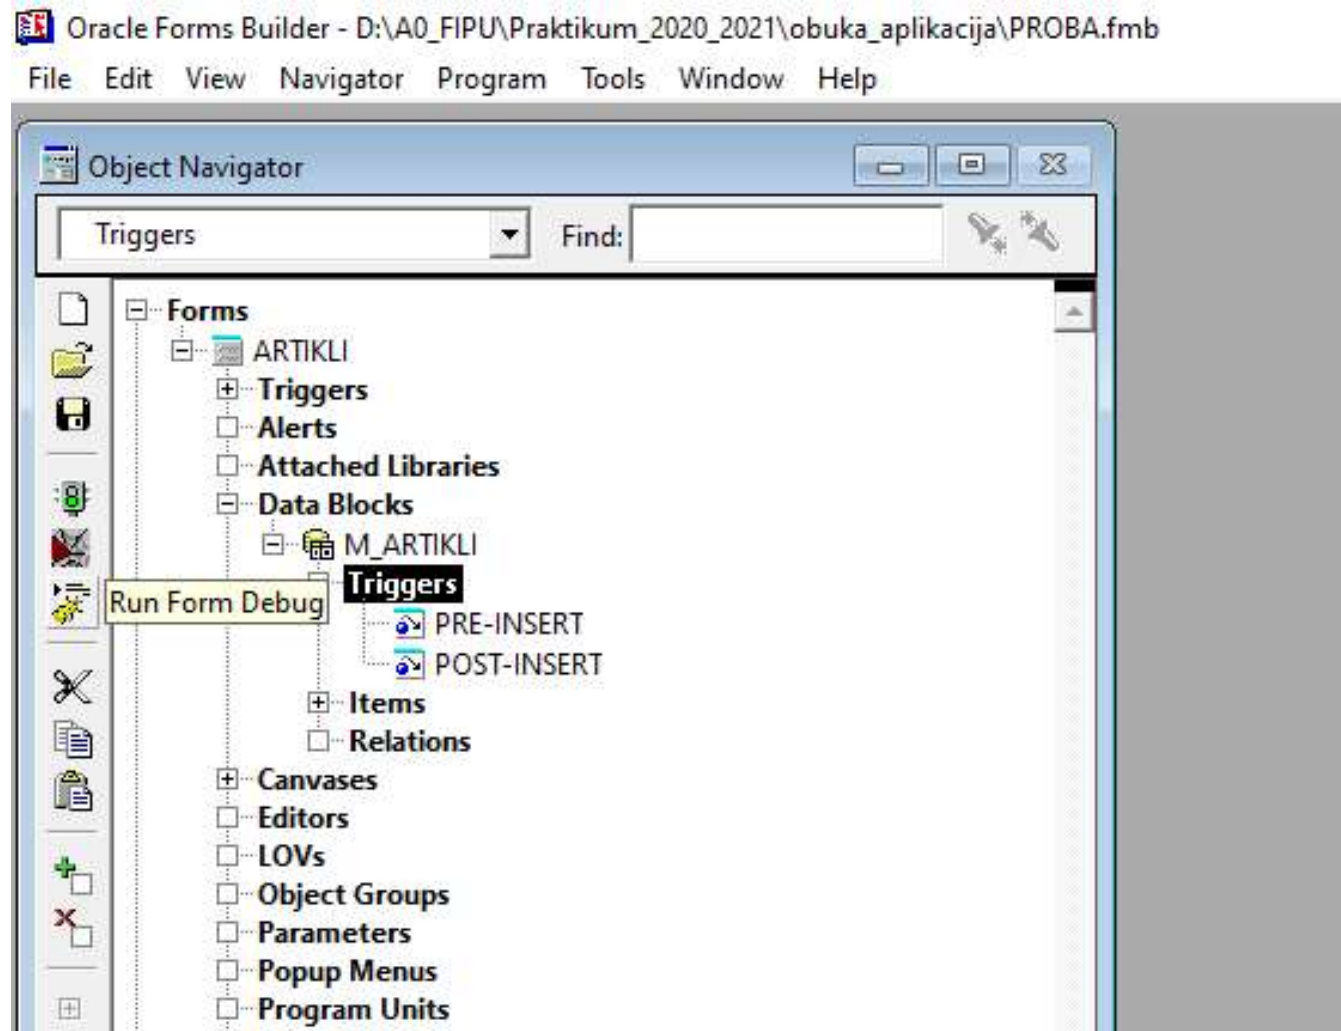 Oracle Forms Builder - D:\A0_FIPU\Praktikum_2020_2021\obuka_aplikacija\PROBA.fmb
File Edit View Navigator Program Tools Window Help
Object Navigator
Triggers Find:
Forms
ARTIKLI
Triggers
Alerts
Attached Libraries
Data Blocks
M_ARTIKLI
Triggers
Run Form Debug
PRE-INSERT
POST-INSERT
Items
Relations
Canvases
Editors
LOVs
Object Groups
Parameters
Popup Menus
Program Units